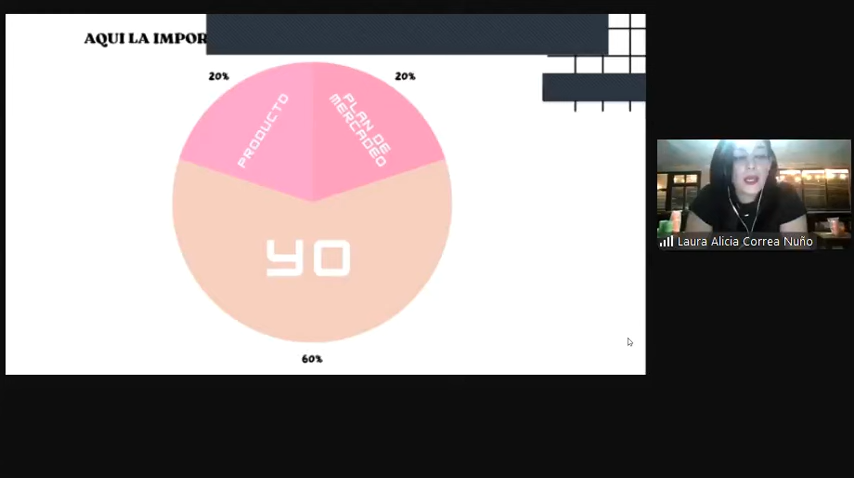 AQUI LA IMPOR
20%
20%
PRODUCTO
PLAN DE
MERCADEO
YO
60%
Laura Alicia Correa Nuño